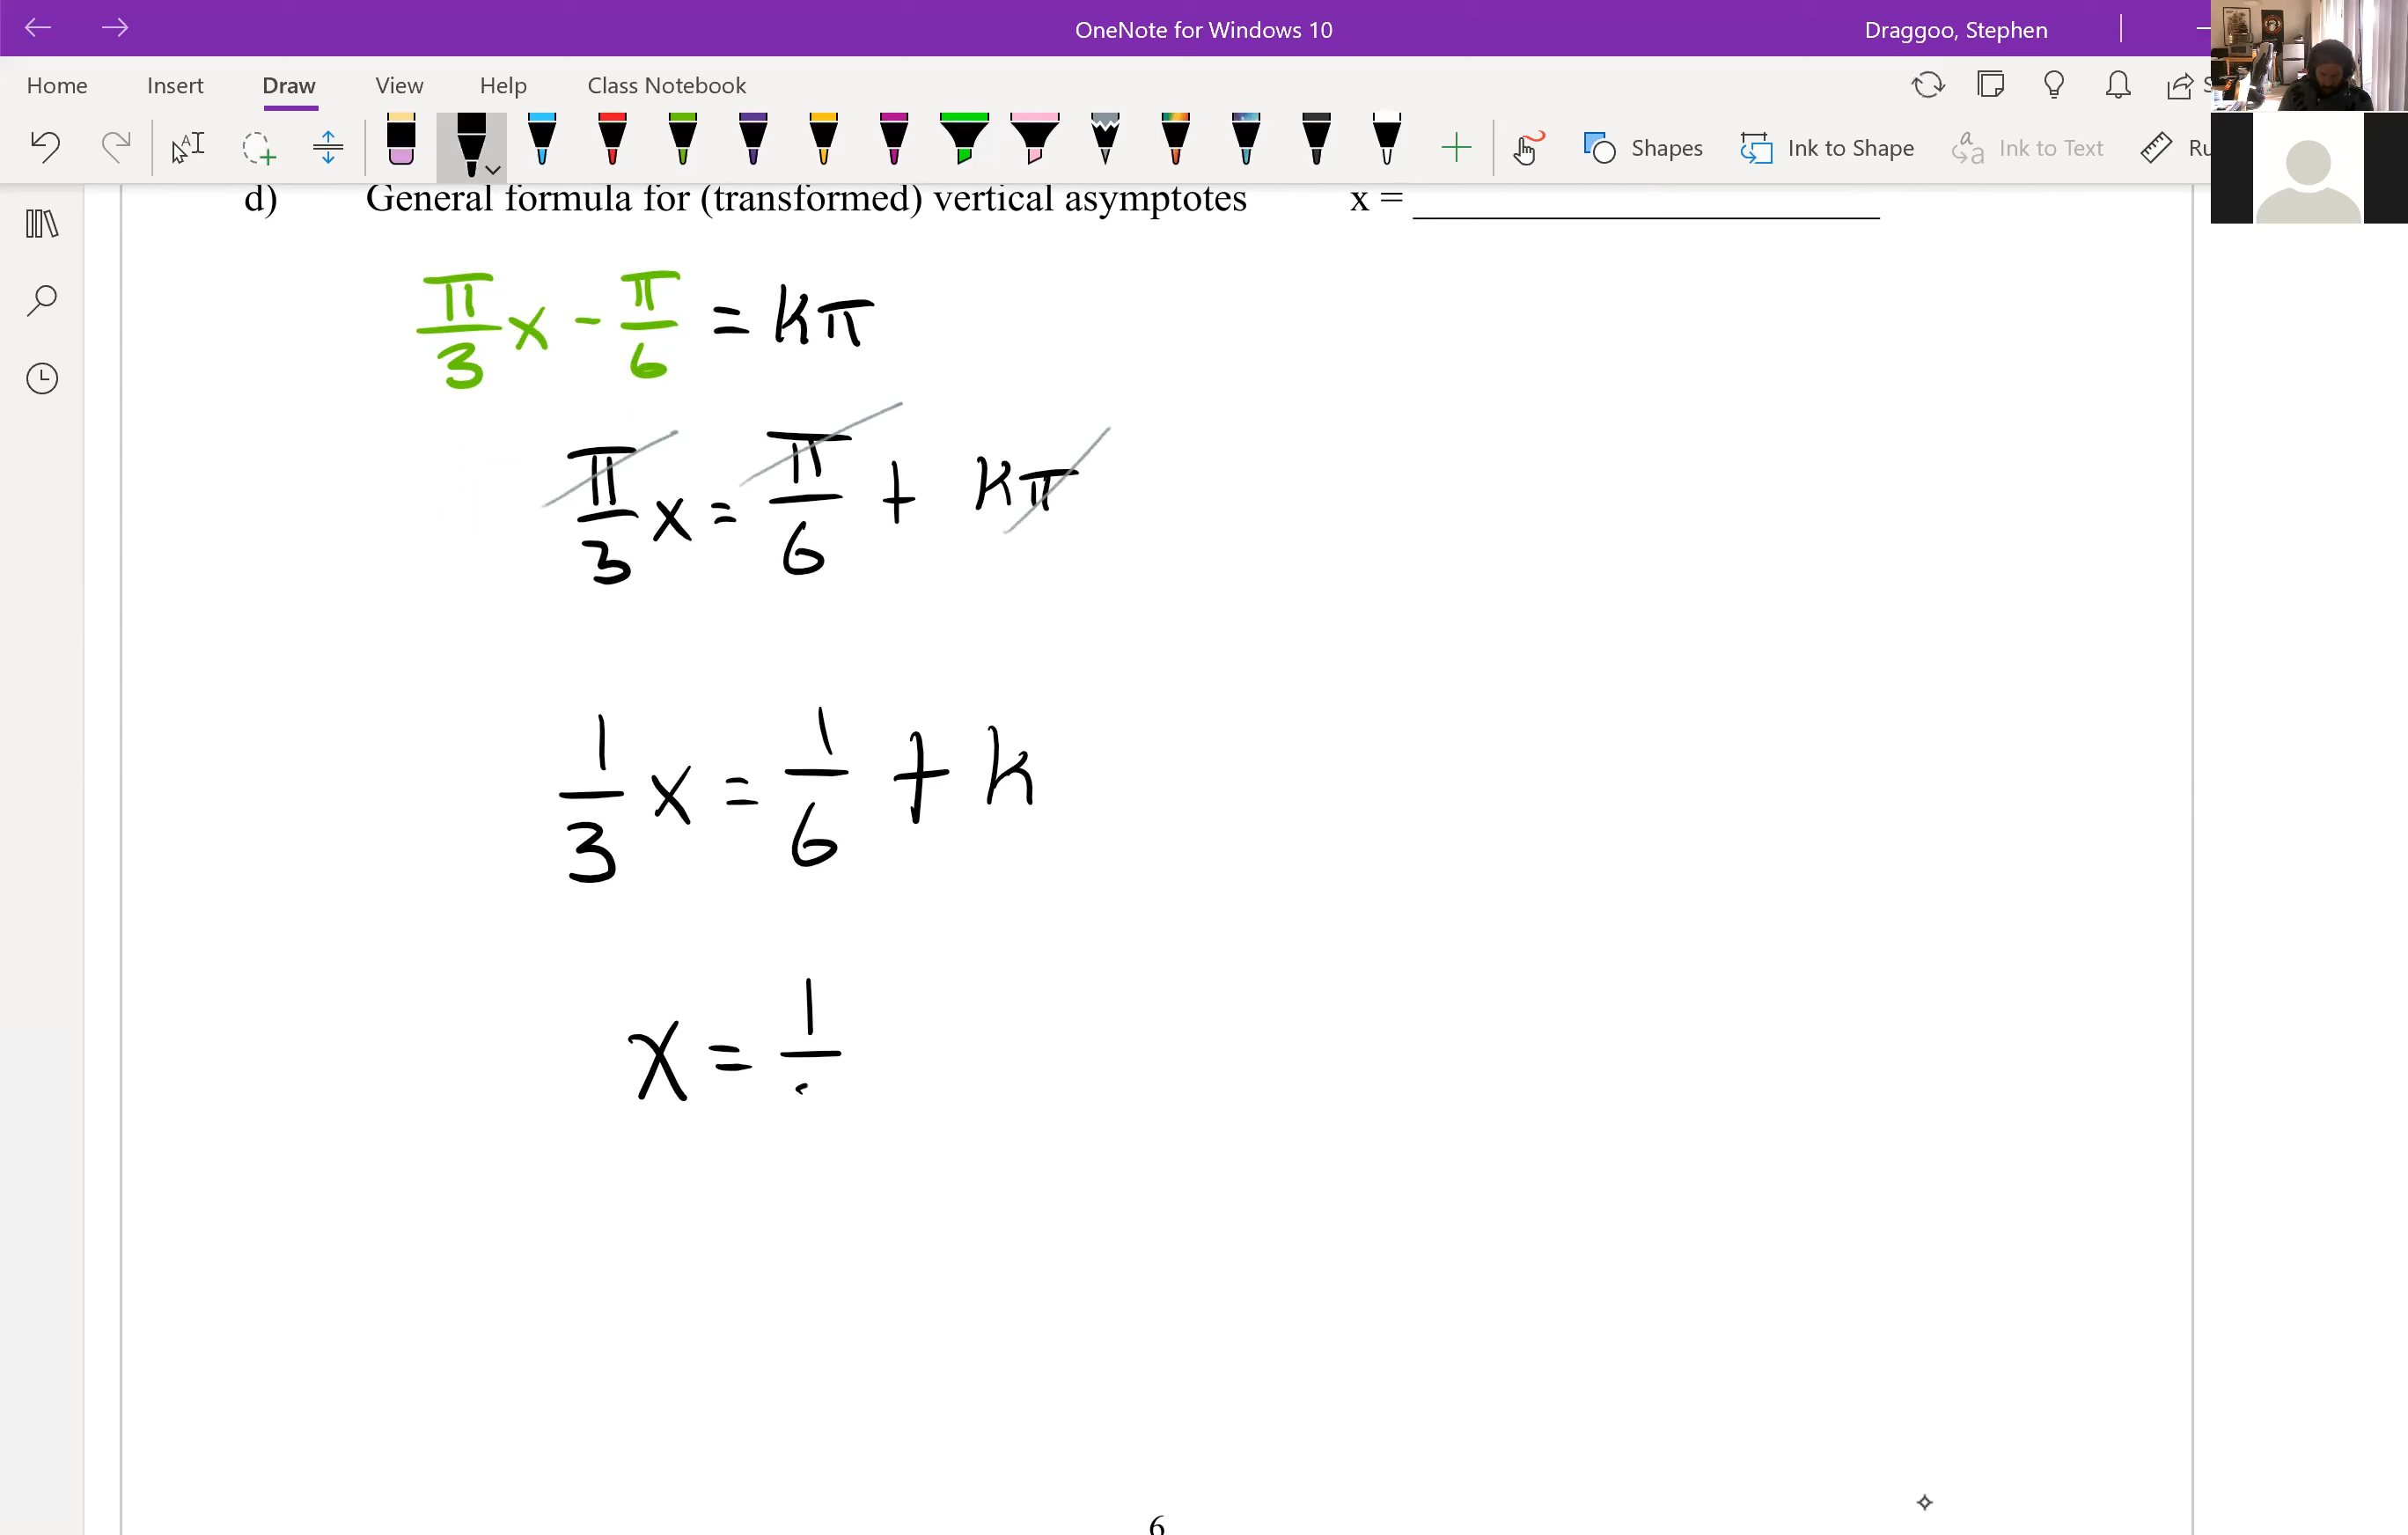 OneNote for Windows 10 Draggoo, Stephen
Home Insert Draw View Help Class Notebook
Shapes Ink to Shape Ink to Text Ru
d) General formula for (transformed) vertical asymptotes x = ____________________
π/3 x - π/6 = kπ
π/3 x = π/6 + kπ
1/3 x = 1/6 + k
x = 1/
6